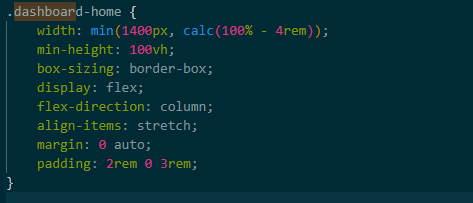 .dashboard-home {
    width: min(1400px, calc(100% - 4rem));
    min-height: 100vh;
    box-sizing: border-box;
    display: flex;
    flex-direction: column;
    align-items: stretch;
    margin: 0 auto;
    padding: 2rem 0 3rem;
}